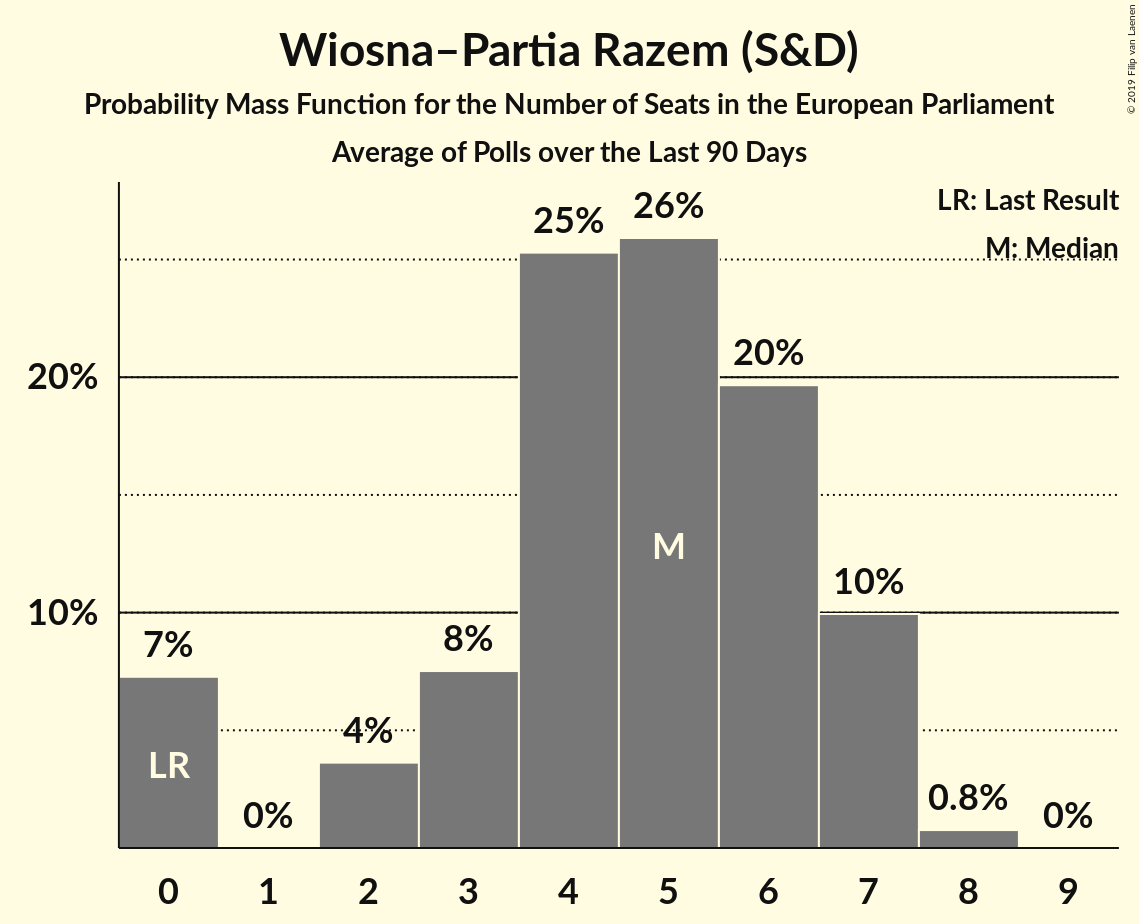 Wiosna–Partia Razem (S&D)
Probability Mass Function for the Number of Seats in the European Parliament
Average of Polls over the Last 90 Days
© 2019 Filip van Laenen
LR: Last Result
M: Median
25%
26%
20%
20%
10%
10%
7%
0%
4%
8%
0.8%
0%
LR
M
0 1 2 3 4 5 6 7 8 9